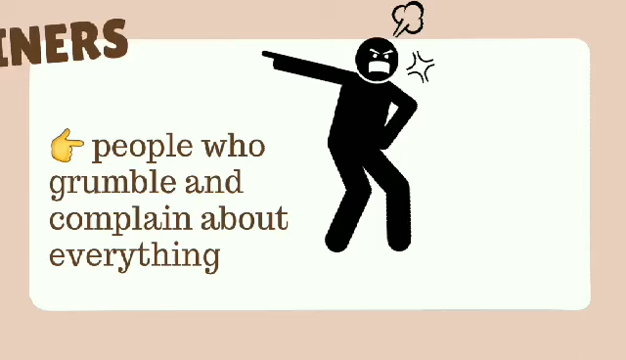 INERS
👉 people who
grumble and
complain about
everything